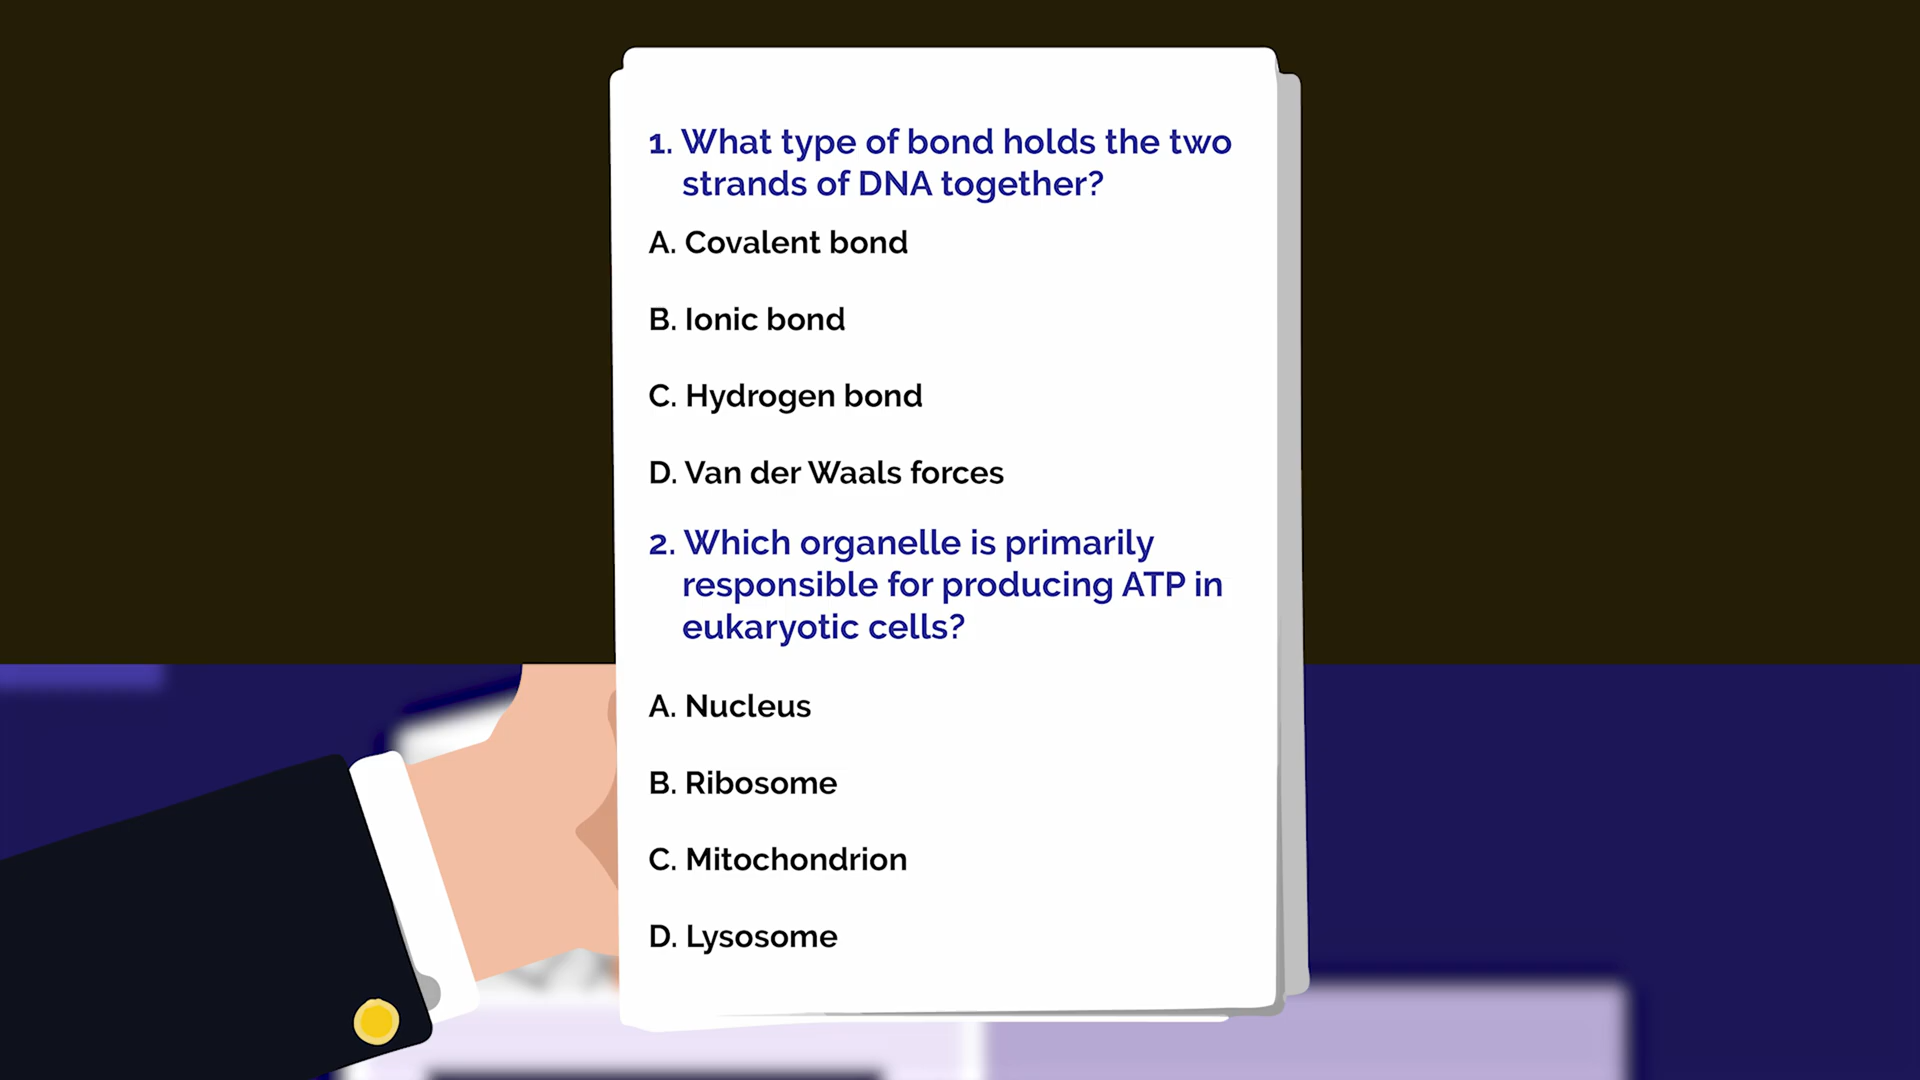 1. What type of bond holds the two
strands of DNA together?
A. Covalent bond
B. Ionic bond
C. Hydrogen bond
D. Van der Waals forces
2. Which organelle is primarily
responsible for producing ATP in
eukaryotic cells?
A. Nucleus
B. Ribosome
C. Mitochondrion
D. Lysosome